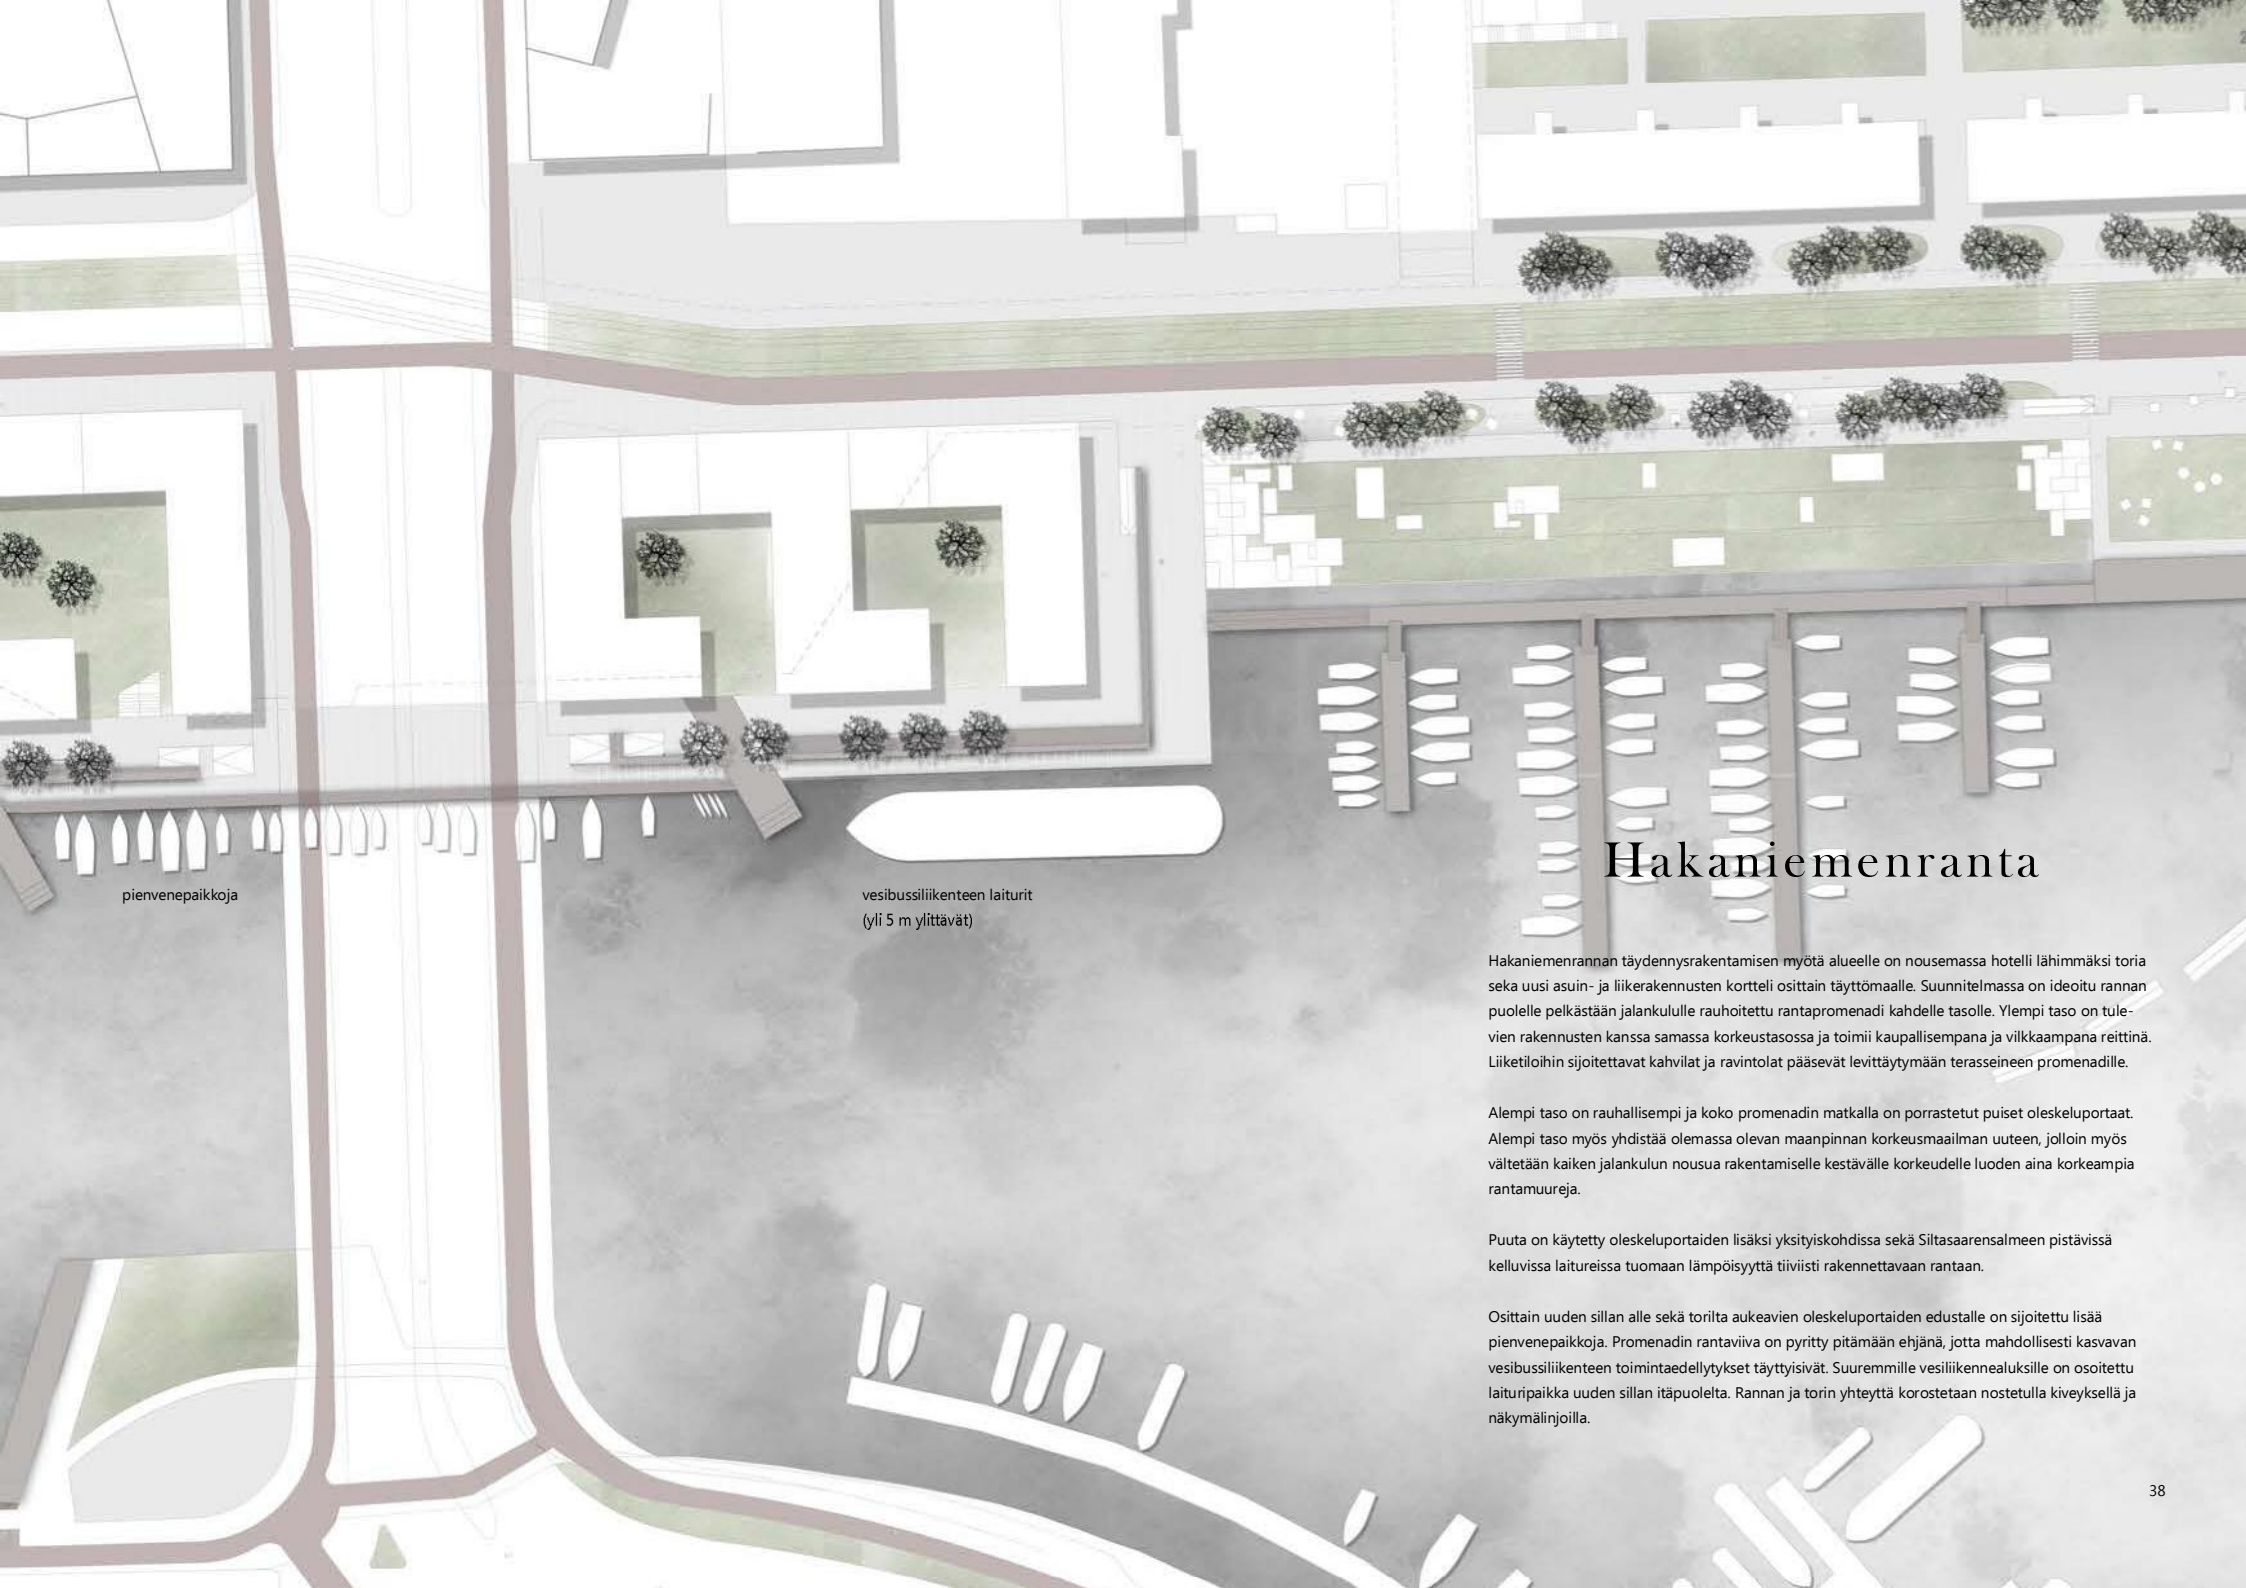 pienvenepaikkoja
vesibussiliikenteen laiturit
(yli 5 m ylittävät)
Hakaniemenranta
Hakaniemenrannan täydennysrakentamisen myötä alueelle on nousemassa hotelli lähimmäksi toria
seka uusi asuin- ja liikerakennusten kortteli osittain täyttömaalle. Suunnitelmassa on ideoitu rannan
puolelle pelkästään jalankululle rauhoitettu rantapromenadi kahdelle tasolle. Ylempi taso on tule-
vien rakennusten kanssa samassa korkeustasossa ja toimii kaupallisempana ja vilkkaampana reittinä.
Liiketiloihin sijoitettavat kahvilat ja ravintolat pääsevät levittäytymään terasseineen promenadille.
Alempi taso on rauhallisempi ja koko promenadin matkalla on porrastetut puiset oleskeluportaat.
Alempi taso myös yhdistää olemassa olevan maanpinnan korkeusmaailman uuteen, jolloin myös
vältetään kaiken jalankulun nousua rakentamiselle kestävälle korkeudelle luoden aina korkeampia
rantamuureja.
Puuta on käytetty oleskeluportaiden lisäksi yksityiskohdissa sekä Siltasaarensalmeen pistävissä
kelluvissa laitureissa tuomaan lämpöisyyttä tiiviisti rakennettavaan rantaan.
Osittain uuden sillan alle sekä torilta aukeavien oleskeluportaiden edustalle on sijoitettu lisää
pienvenepaikkoja. Promenadin rantaviiva on pyritty pitämään ehjänä, jotta mahdollisesti kasvavan
vesibussiliikenteen toimintaedellytykset täyttyisivät. Suuremmille vesiliikennealuksille on osoitettu
laituripaikka uuden sillan itäpuolelta. Rannan ja torin yhteyttä korostetaan nostetulla kiveyksellä ja
näkymälinjoilla.
38